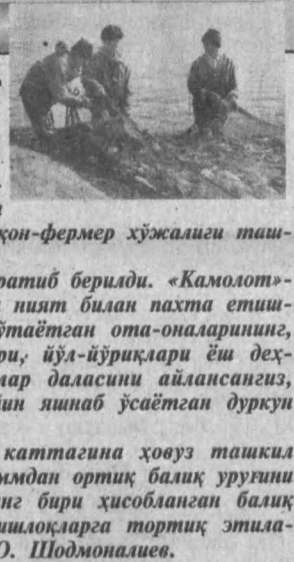 қон-фермер хўжалиги таш-
ратиб берилди. «Камолот»-
ният билан пахта етиш-
ўтаётган ота-оналарининг,
ри, йўл-йўриқлари ёш деҳ-
лар даласини айлансангиз,
йин яшнаб ўсаётган дуркун
каттагина ҳовуз ташкил
ммдан ортиқ балиқ уруғини
нг бири ҳисобланган балиқ
ишлоқларга тортиқ этила-
О. Шодмоналиев.